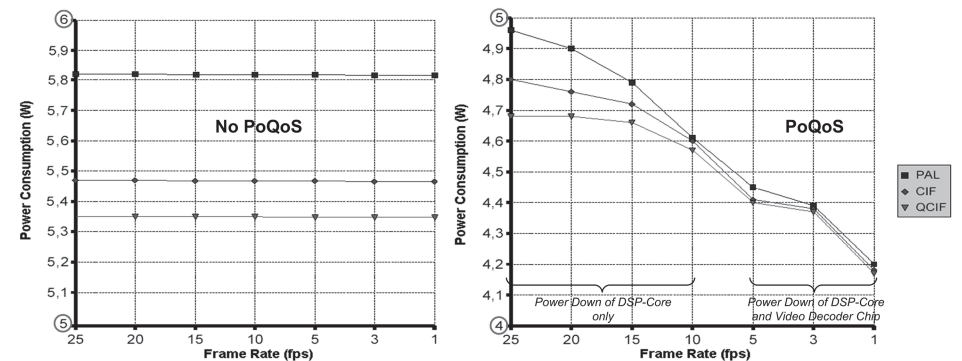 6
5,9
5,8
5,7
5,6
5,5
5,4
5,3
5,2
5,1
5
Power Consumption (W)
No PoQoS
25 20 15 10 5 3 1
Frame Rate (fps)
5
4,9
4,8
4,7
4,6
4,5
4,4
4,3
4,2
4,1
4
Power Consumption (W)
PoQoS
Power Down of DSP-Core
only
Power Down of DSP-Core
and Video Decoder Chip
25 20 15 10 5 3 1
Frame Rate (fps)
PAL
CIF
QCIF